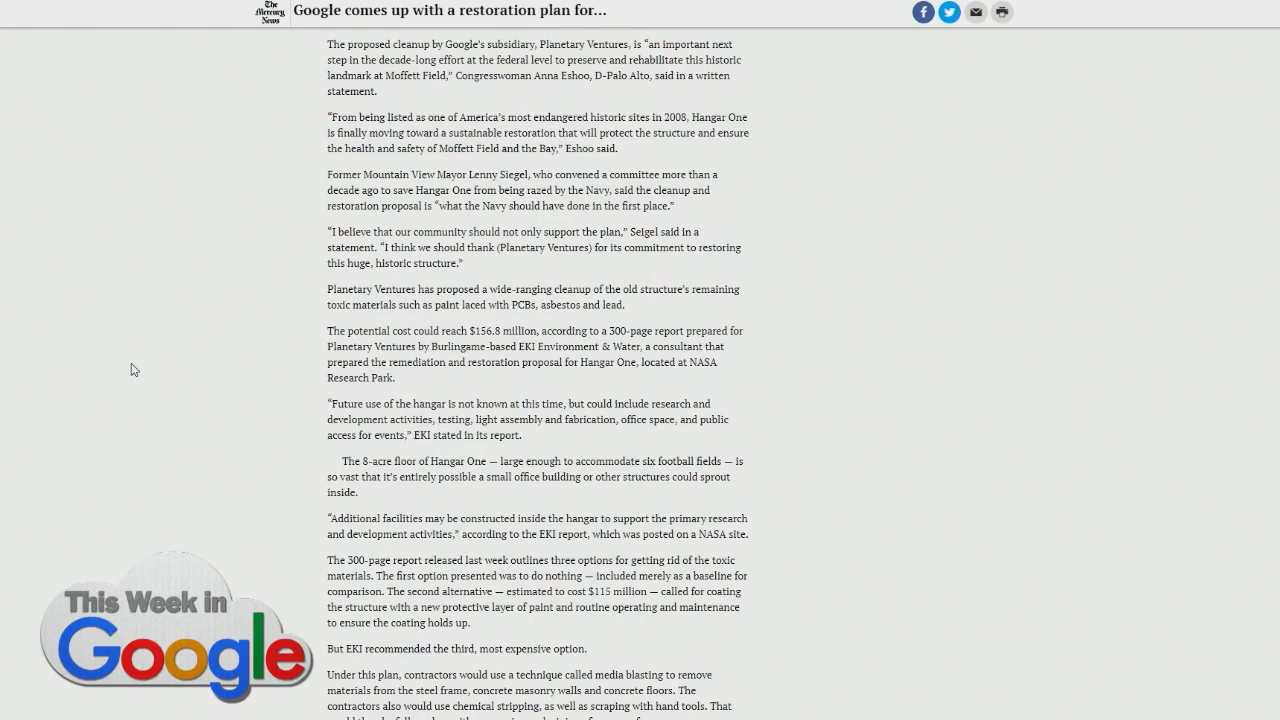 The
Mercury
News
Google comes up with a restoration plan for...
The proposed cleanup by Google's subsidiary, Planetary Ventures, is “an important next
step in the decade-long effort at the federal level to preserve and rehabilitate this historic
landmark at Moffett Field,” Congresswoman Anna Eshoo, D-Palo Alto, said in a written
statement.
“From being listed as one of America's most endangered historic sites in 2008, Hangar One
is finally moving toward a sustainable restoration that will protect the structure and ensure
the health and safety of Moffett Field and the Bay,” Eshoo said.
Former Mountain View Mayor Lenny Siegel, who convened a committee more than a
decade ago to save Hangar One from being razed by the Navy, said the cleanup and
restoration proposal is “what the Navy should have done in the first place.”
“I believe that our community should not only support the plan,” Seigel said in a
statement. “I think we should thank (Planetary Ventures) for its commitment to restoring
this huge, historic structure.”
Planetary Ventures has proposed a wide-ranging cleanup of the old structure's remaining
toxic materials such as paint laced with PCBs, asbestos and lead.
The potential cost could reach $156.8 million, according to a 300-page report prepared for
Planetary Ventures by Burlingame-based EKI Environment & Water, a consultant that
prepared the remediation and restoration proposal for Hangar One, located at NASA
Research Park.
“Future use of the hangar is not known at this time, but could include research and
development activities, testing, light assembly and fabrication, office space, and public
access for events,” EKI stated in its report.
The 8-acre floor of Hangar One — large enough to accommodate six football fields — is
so vast that it's entirely possible a small office building or other structures could sprout
inside.
“Additional facilities may be constructed inside the hangar to support the primary research
and development activities,” according to the EKI report, which was posted on a NASA site.
The 300-page report released last week outlines three options for getting rid of the toxic
materials. The first option presented was to do nothing — included merely as a baseline for
comparison. The second alternative — estimated to cost $115 million — called for coating
the structure with a new protective layer of paint and routine operating and maintenance
to ensure the coating holds up.
But EKI recommended the third, most expensive option.
Under this plan, contractors would use a technique called media blasting to remove
materials from the steel frame, concrete masonry walls and concrete floors. The
contractors also would use chemical stripping, as well as scraping with hand tools. That
This Week in
Google